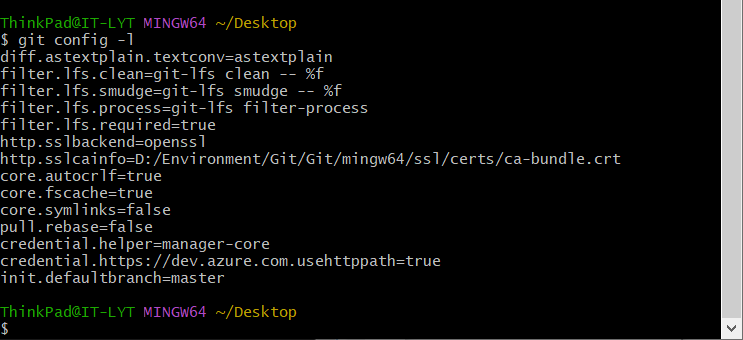 ThinkPad@IT-LYT MINGW64 ~/Desktop
$ git config -l
diff.astextplain.textconv=astextplain
filter.lfs.clean=git-lfs clean -- %f
filter.lfs.smudge=git-lfs smudge -- %f
filter.lfs.process=git-lfs filter-process
filter.lfs.required=true
http.sslbackend=openssl
http.sslcainfo=D:/Environment/Git/Git/mingw64/ssl/certs/ca-bundle.crt
core.autocrlf=true
core.fscache=true
core.symlinks=false
pull.rebase=false
credential.helper=manager-core
credential.https://dev.azure.com.usehttppath=true
init.defaultbranch=master
ThinkPad@IT-LYT MINGW64 ~/Desktop
$